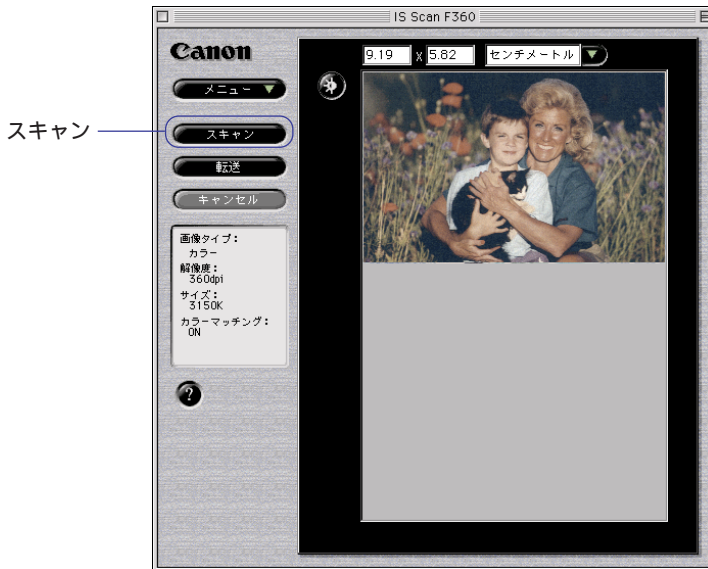 IS Scan F360
Canon
9.19 x 5.82 センチメートル
メニュー
スキャン
スキャン
転送
キャンセル
画像タイプ：
カラー
解像度：
360dpi
サイズ：
3150K
カラーマッチング：
ON
?